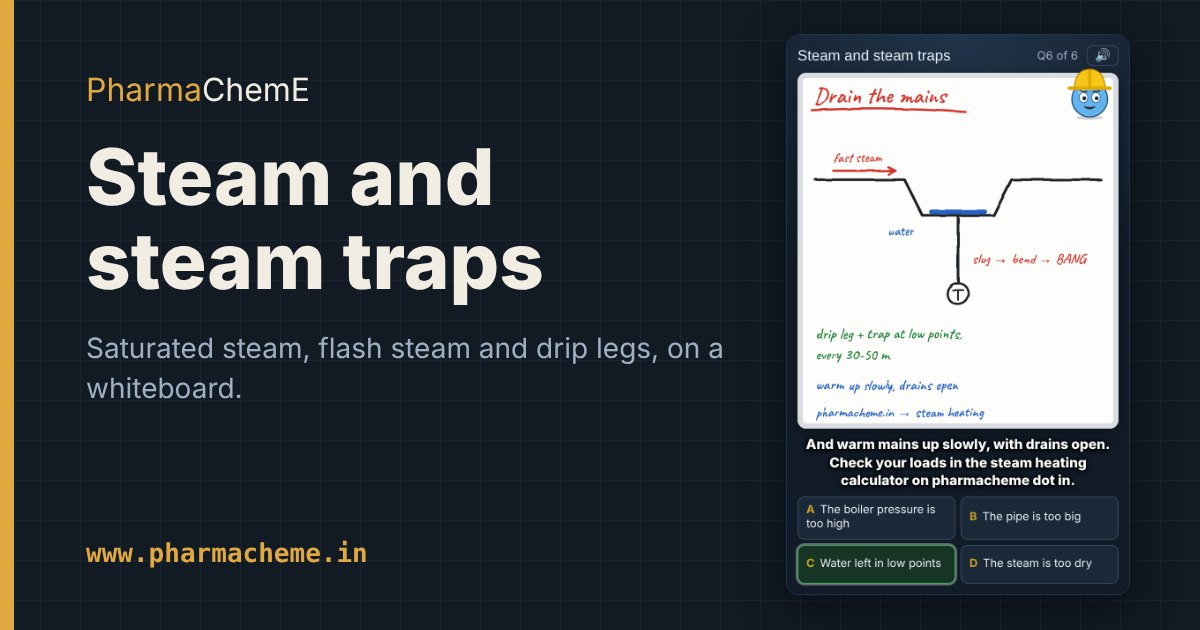 PharmaChemE
Steam and
steam traps
Saturated steam, flash steam and drip legs, on a
whiteboard.
www.pharmacheme.in
Steam and steam traps
Q6 of 6
Drain the mains
fast steam
water
slug → bend → BANG
T
drip leg + trap at low points,
every 30-50 m
warm up slowly, drains open
pharmacheme.in → steam heating
And warm mains up slowly, with drains open.
Check your loads in the steam heating
calculator on pharmacheme dot in.
A The boiler pressure is
too high
B The pipe is too big
C Water left in low points
D The steam is too dry